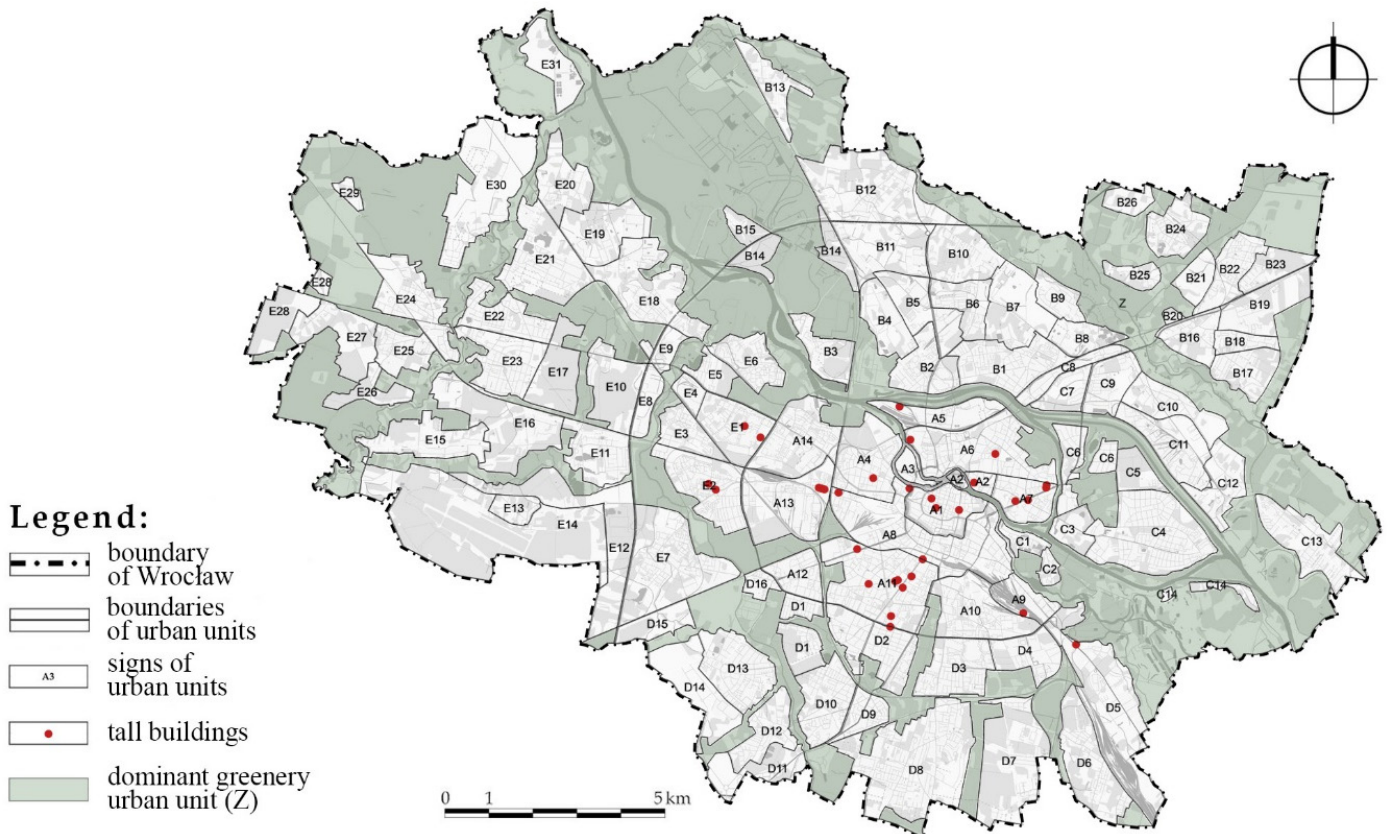 E31
B13
E30
E20
E29
B12
B26
B24
E19
B15
B14
B14
B11
B10
E21
B25
B21
B22
B23
E28
E24
E18
Z
E28
E22
B5
B6
B7
B9
B20
B19
E27
E25
E23
E17
E10
E9
E6
B3
B4
B8
B16
B18
E26
E5
B2
B1
C8
B17
E8
E4
C7
C9
C10
E15
E16
E3
E1
A14
A5
E11
A4
A3
A6
C6
C6
C11
C5
E2
A13
A2
A2
A7
C12
Legend:
E13
E14
E12
E7
A1
A8
C3
C4
C13
boundary
of Wrocław
A12
C1
C2
D16
A11
A9
C14
C14
boundaries
of urban units
D15
D1
A10
D1
D2
D3
D4
A3
signs of
urban units
D14
D13
D10
D9
D5
tall buildings
D12
D11
D8
D7
D6
dominant greenery
urban unit (Z)
0 1 5 km